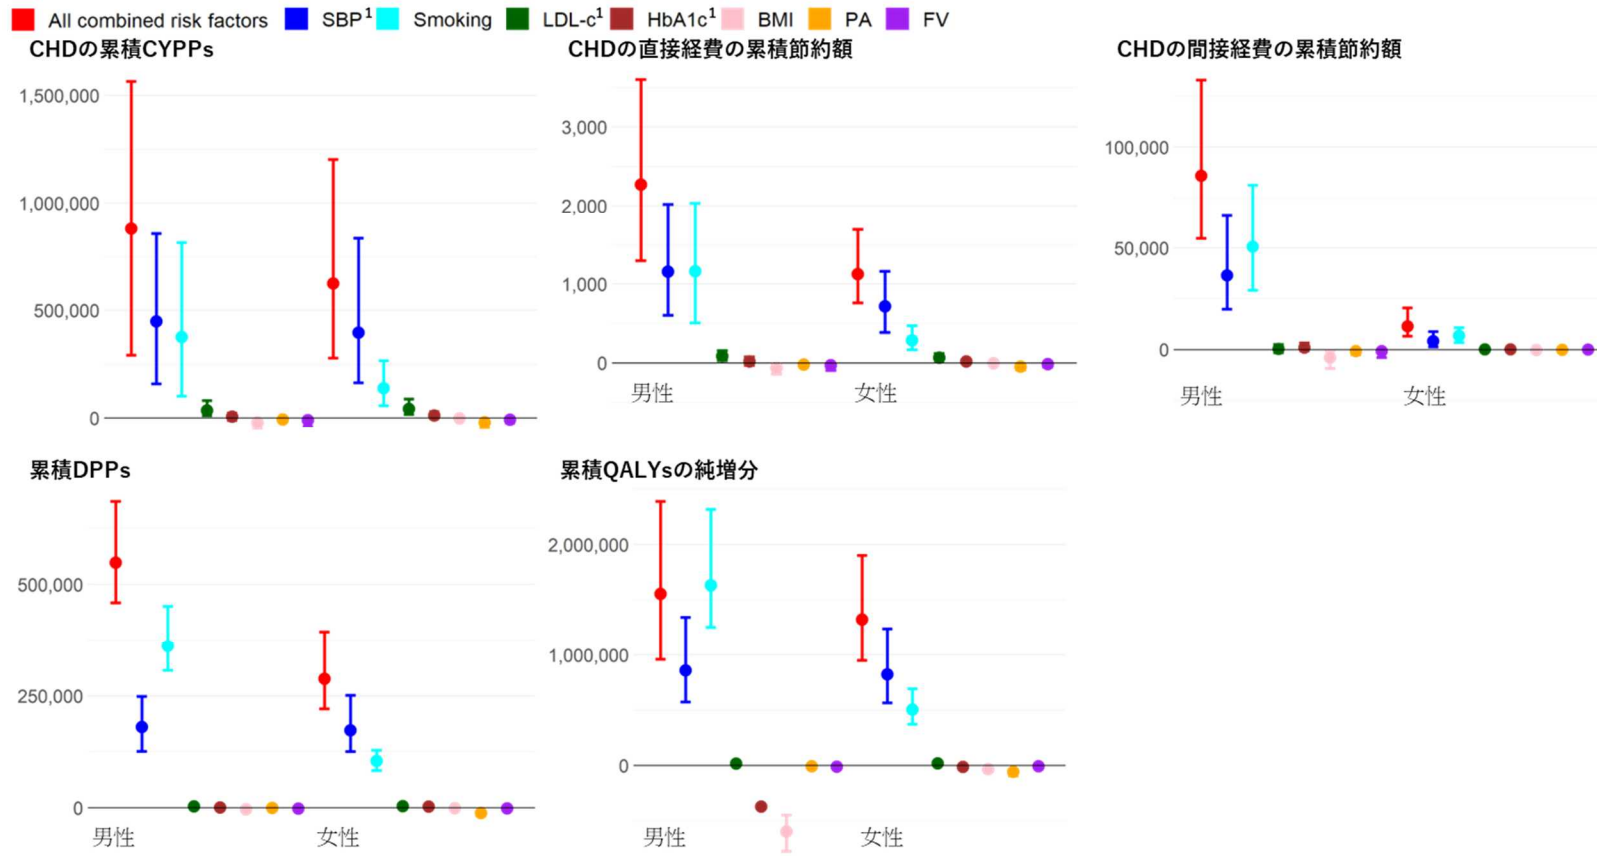 All combined risk factors SBP¹ Smoking LDL-c¹ HbA1c¹ BMI PA FV
CHDの累積CYPPs
1,500,000
1,000,000
500,000
0
CHDの直接経費の累積節約額
3,000
2,000
1,000
0
男性 女性
CHDの間接経費の累積節約額
100,000
50,000
0
男性 女性
累積DPPs
500,000
250,000
0
男性 女性
累積QALYsの純増分
2,000,000
1,000,000
0
男性 女性